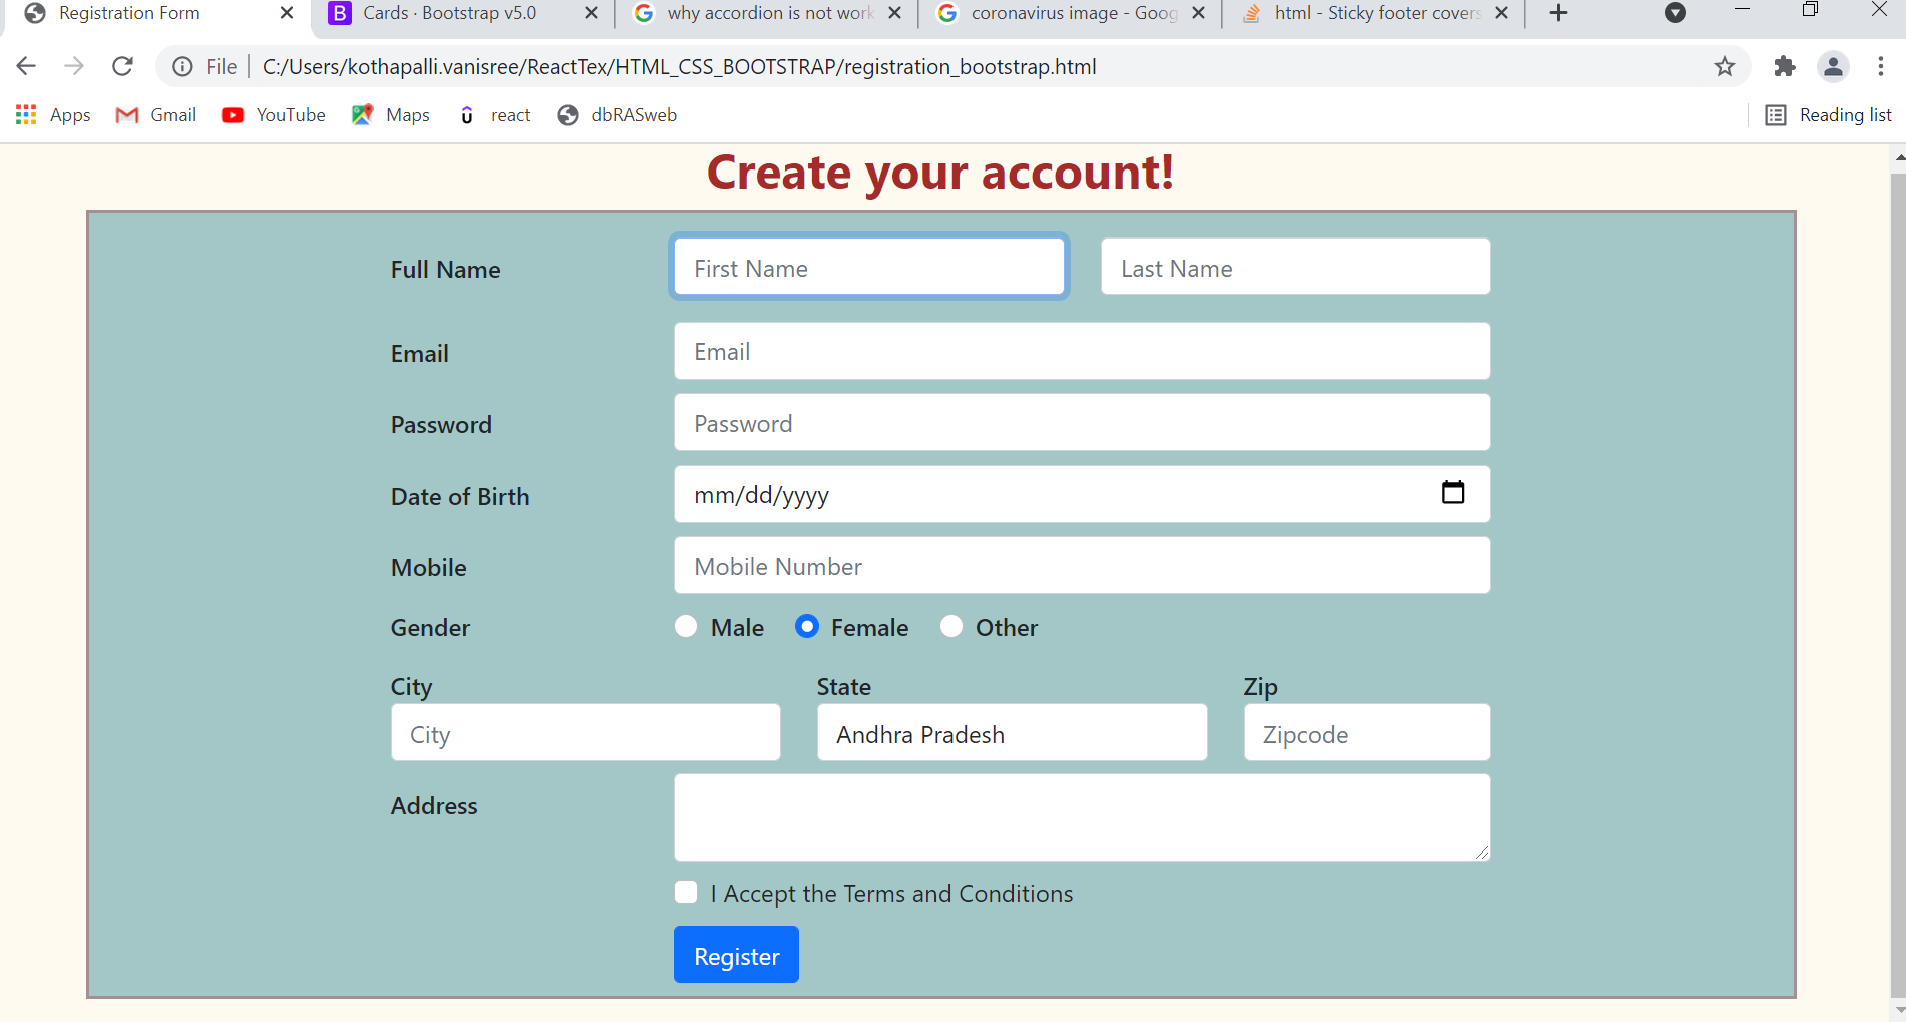 Registration Form
Cards · Bootstrap v5.0
why accordion is not work
coronavirus image - Goog
html - Sticky footer covers
File
C:/Users/kothapalli.vanisree/ReactTex/HTML_CSS_BOOTSTRAP/registration_bootstrap.html
Apps Gmail YouTube Maps react dbRASweb Reading list
Create your account!
Full Name First Name Last Name
Email Email
Password Password
Date of Birth mm/dd/yyyy
Mobile Mobile Number
Gender Male Female Other
City State Zip
City Andhra Pradesh Zipcode
Address
I Accept the Terms and Conditions
Register